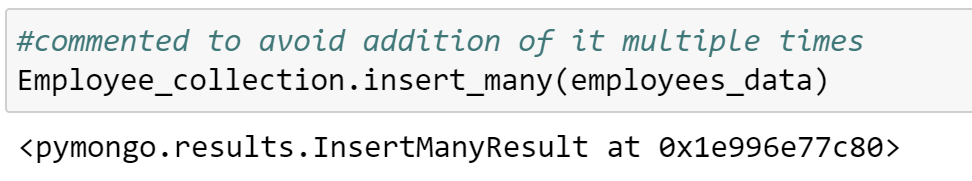 #commented to avoid addition of it multiple times
Employee_collection.insert_many(employees_data)
<pymongo.results.InsertManyResult at 0x1e996e77c80>